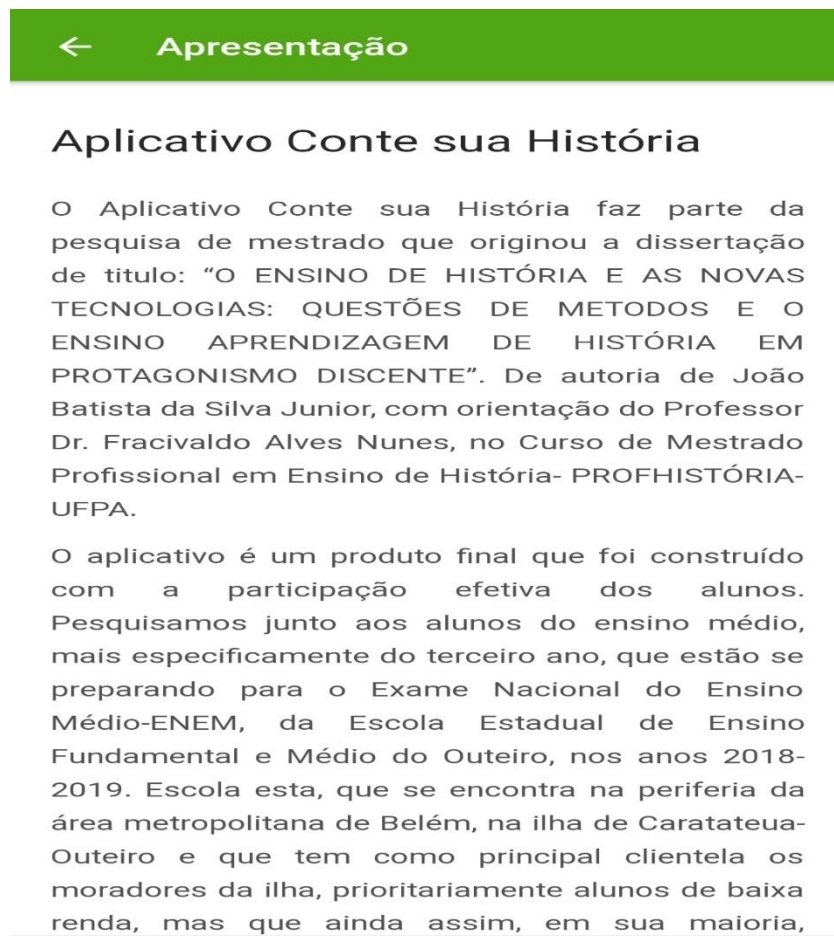 Apresentação
Aplicativo Conte sua História
O Aplicativo Conte sua História faz parte da
pesquisa de mestrado que originou a dissertação
de titulo: “O ENSINO DE HISTÓRIA E AS NOVAS
TECNOLOGIAS: QUESTÕES DE METODOS E O
ENSINO APRENDIZAGEM DE HISTÓRIA EM
PROTAGONISMO DISCENTE”. De autoria de João
Batista da Silva Junior, com orientação do Professor
Dr. Fracivaldo Alves Nunes, no Curso de Mestrado
Profissional em Ensino de História- PROFHISTÓRIA-
UFPA.
O aplicativo é um produto final que foi construído
com a participação efetiva dos alunos.
Pesquisamos junto aos alunos do ensino médio,
mais especificamente do terceiro ano, que estão se
preparando para o Exame Nacional do Ensino
Médio-ENEM, da Escola Estadual de Ensino
Fundamental e Médio do Outeiro, nos anos 2018-
2019. Escola esta, que se encontra na periferia da
área metropolitana de Belém, na ilha de Caratateua-
Outeiro e que tem como principal clientela os
moradores da ilha, prioritariamente alunos de baixa
renda, mas que ainda assim, em sua maioria,